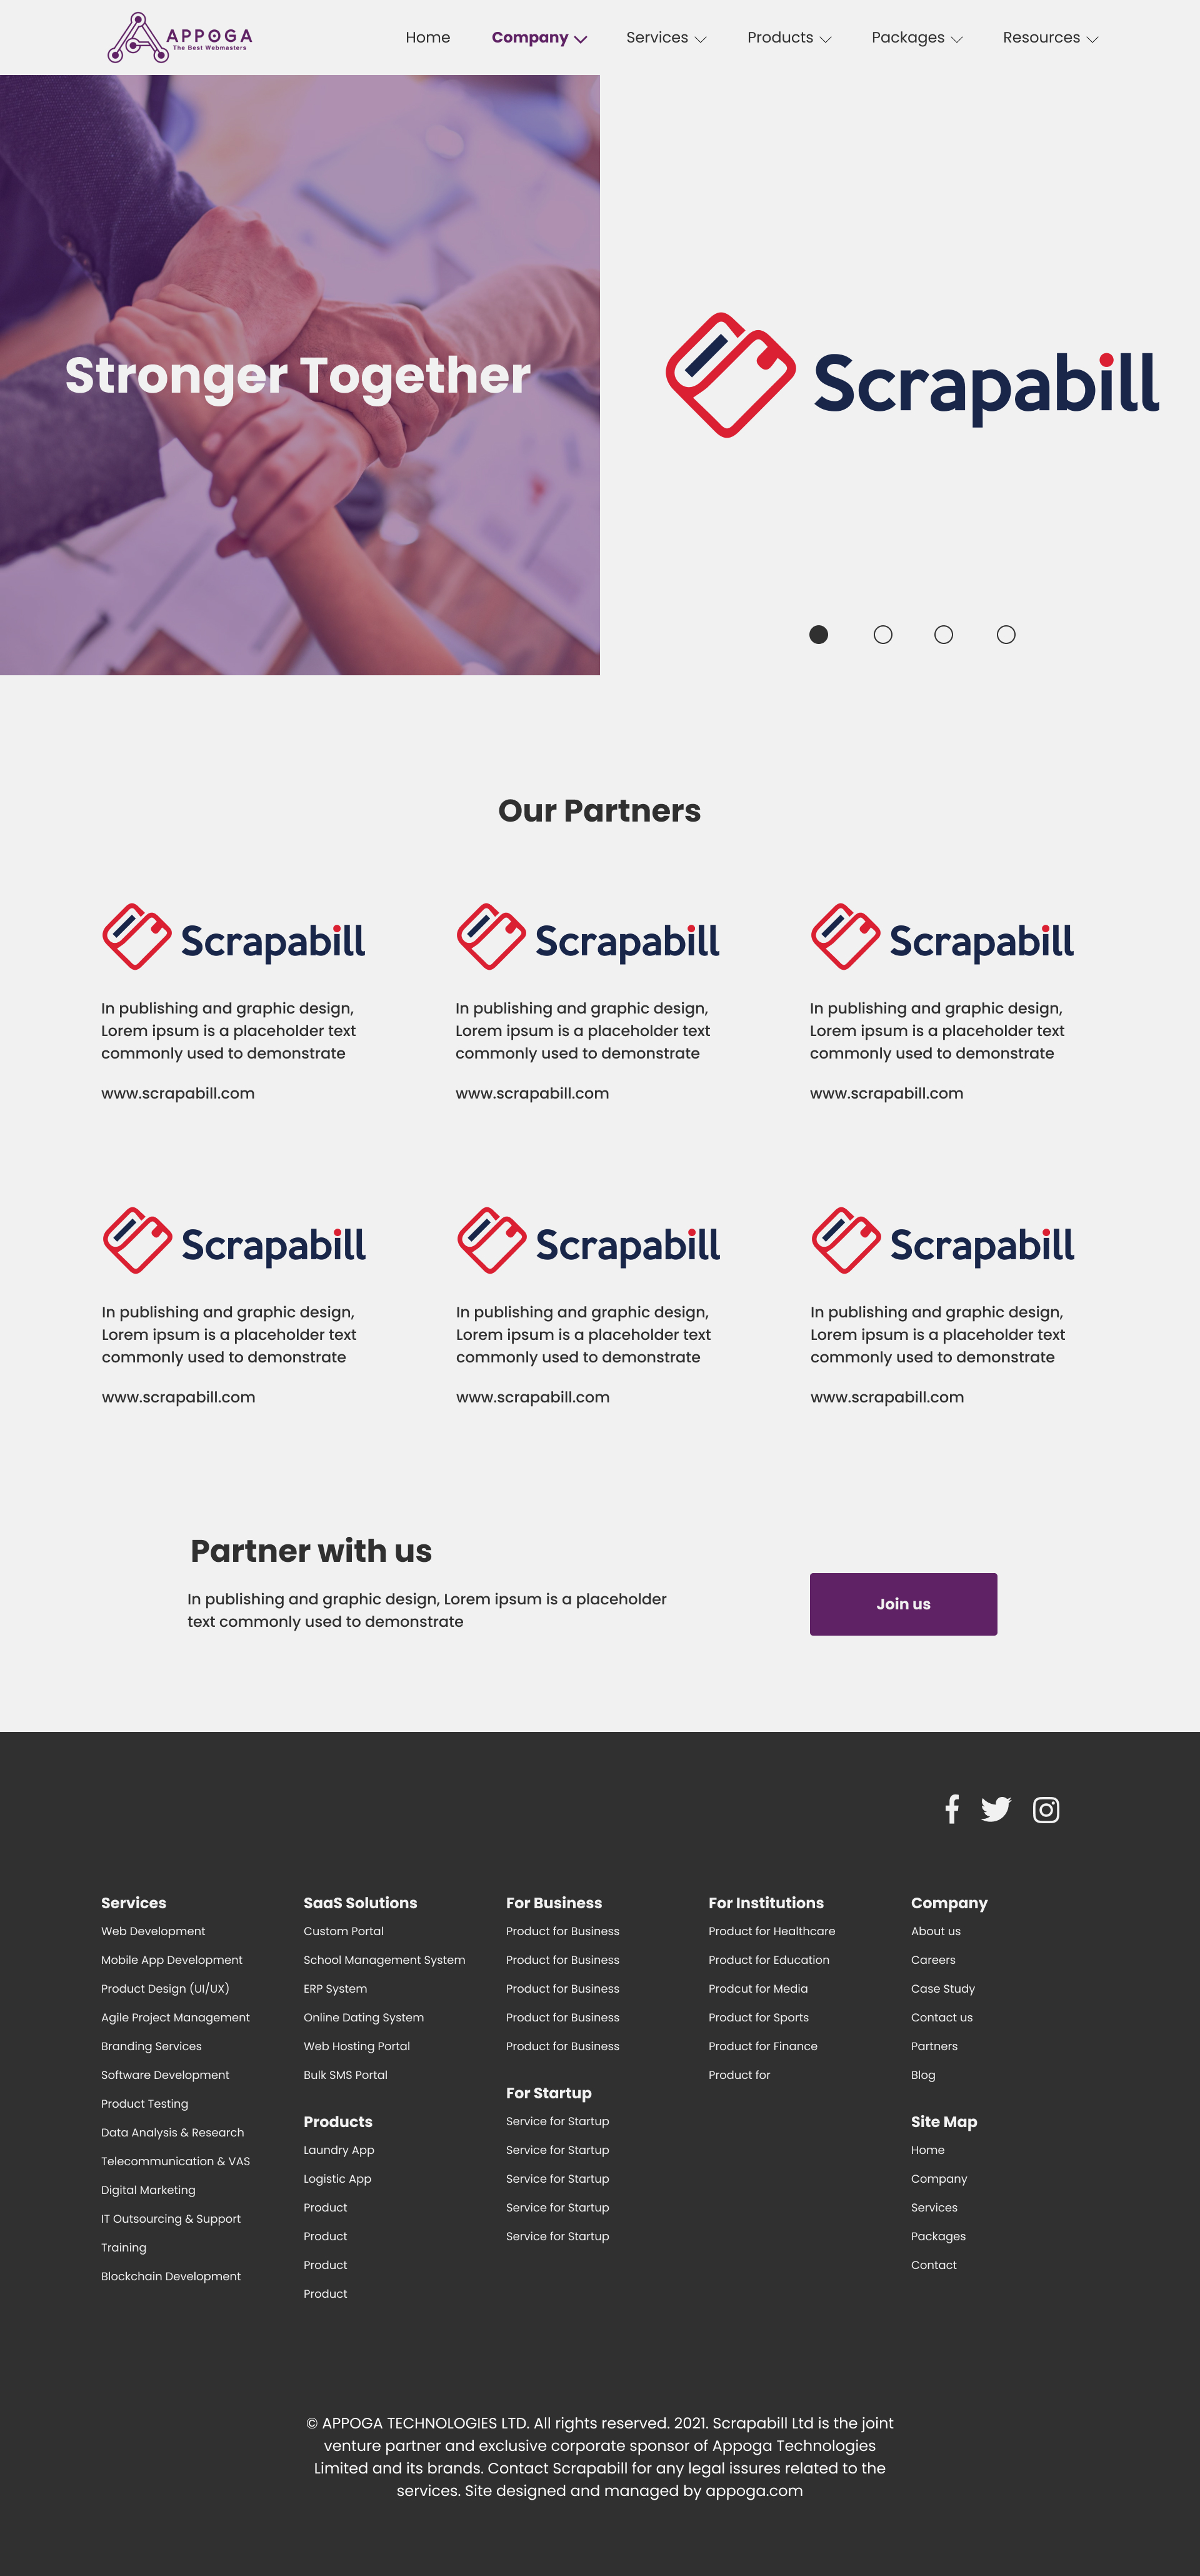 APPOGA
The Best Webmasters
Home
Company
Services
Products
Packages
Resources
Stronger Together
Scrapabill
Our Partners
Scrapabill
In publishing and graphic design,
Lorem ipsum is a placeholder text
commonly used to demonstrate
www.scrapabill.com
Scrapabill
In publishing and graphic design,
Lorem ipsum is a placeholder text
commonly used to demonstrate
www.scrapabill.com
Scrapabill
In publishing and graphic design,
Lorem ipsum is a placeholder text
commonly used to demonstrate
www.scrapabill.com
Scrapabill
In publishing and graphic design,
Lorem ipsum is a placeholder text
commonly used to demonstrate
www.scrapabill.com
Scrapabill
In publishing and graphic design,
Lorem ipsum is a placeholder text
commonly used to demonstrate
www.scrapabill.com
Scrapabill
In publishing and graphic design,
Lorem ipsum is a placeholder text
commonly used to demonstrate
www.scrapabill.com
Partner with us
In publishing and graphic design, Lorem ipsum is a placeholder
text commonly used to demonstrate
Join us
Services
Web Development
Mobile App Development
Product Design (UI/UX)
Agile Project Management
Branding Services
Software Development
Product Testing
Data Analysis & Research
Telecommunication & VAS
Digital Marketing
IT Outsourcing & Support
Training
Blockchain Development
SaaS Solutions
Custom Portal
School Management System
ERP System
Online Dating System
Web Hosting Portal
Bulk SMS Portal
Products
Laundry App
Logistic App
Product
Product
Product
Product
For Business
Product for Business
Product for Business
Product for Business
Product for Business
Product for Business
For Startup
Service for Startup
Service for Startup
Service for Startup
Service for Startup
Service for Startup
For Institutions
Product for Healthcare
Product for Education
Prodcut for Media
Product for Sports
Product for Finance
Product for
Company
About us
Careers
Case Study
Contact us
Partners
Blog
Site Map
Home
Company
Services
Packages
Contact
© APPOGA TECHNOLOGIES LTD. All rights reserved. 2021. Scrapabill Ltd is the joint
venture partner and exclusive corporate sponsor of Appoga Technologies
Limited and its brands. Contact Scrapabill for any legal issures related to the
services. Site designed and managed by appoga.com